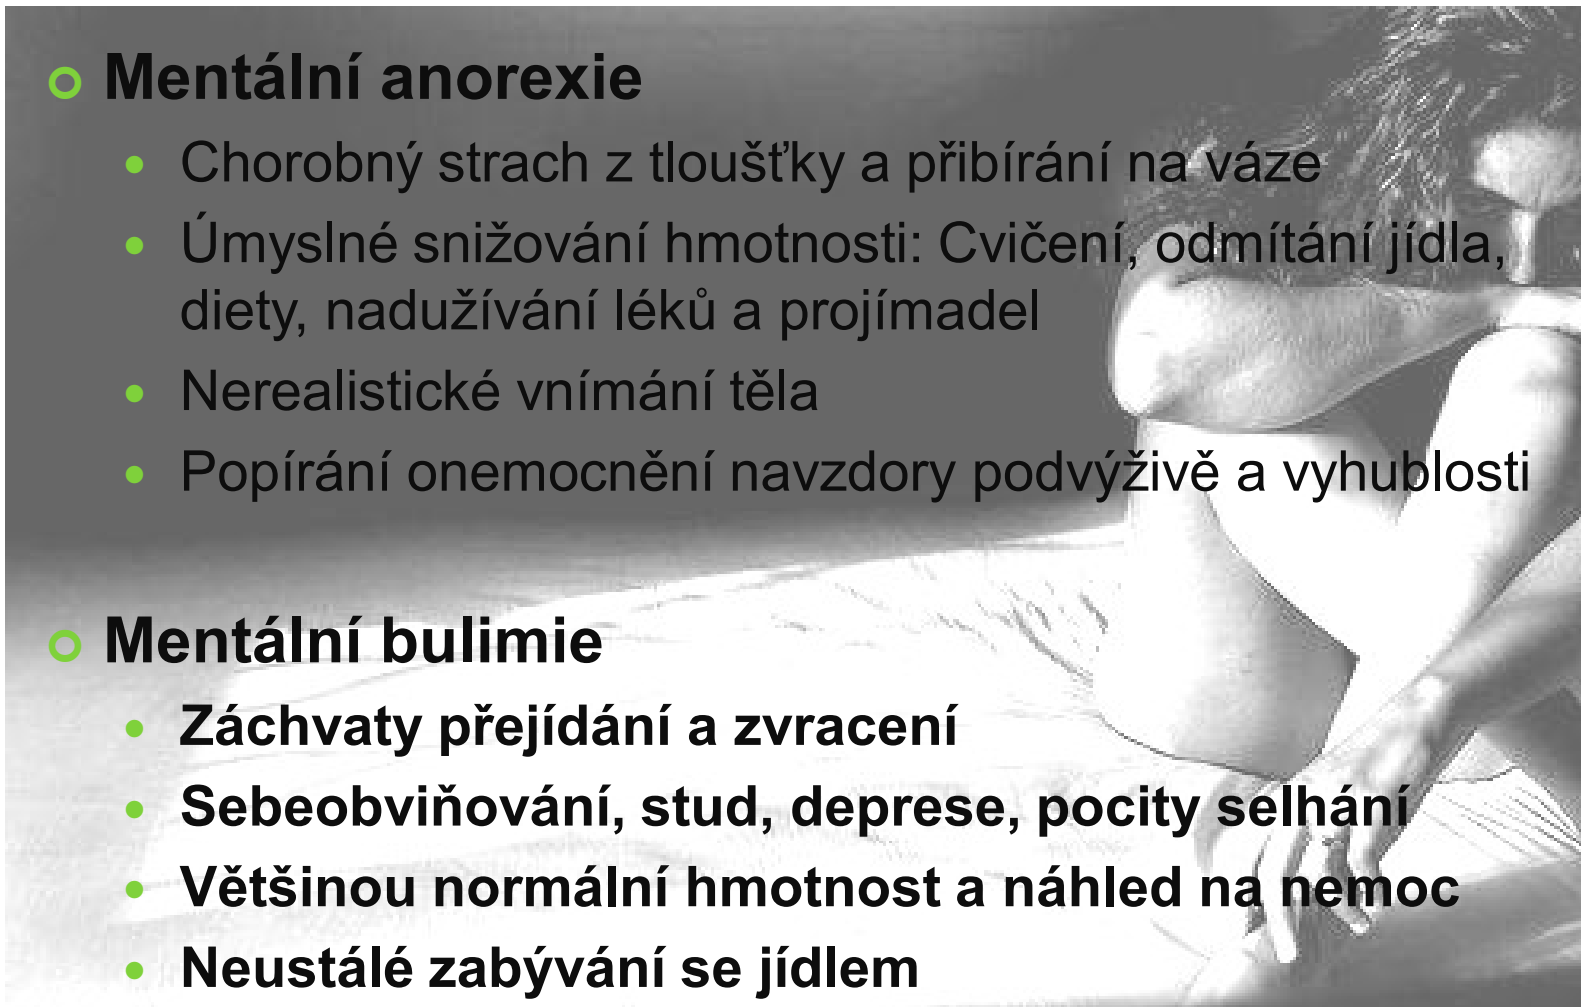 Mentální anorexie
Chorobný strach z tloušťky a přibírání na váze
Úmyslné snižování hmotnosti: Cvičení, odmítání jídla,
diety, nadužívání léků a projímadel
Nerealistické vnímání těla
Popírání onemocnění navzdory podvýživě a vyhublosti
Mentální bulimie
Záchvaty přejídání a zvracení
Sebeobviňování, stud, deprese, pocity selhání
Většinou normální hmotnost a náhled na nemoc
Neustálé zabývání se jídlem